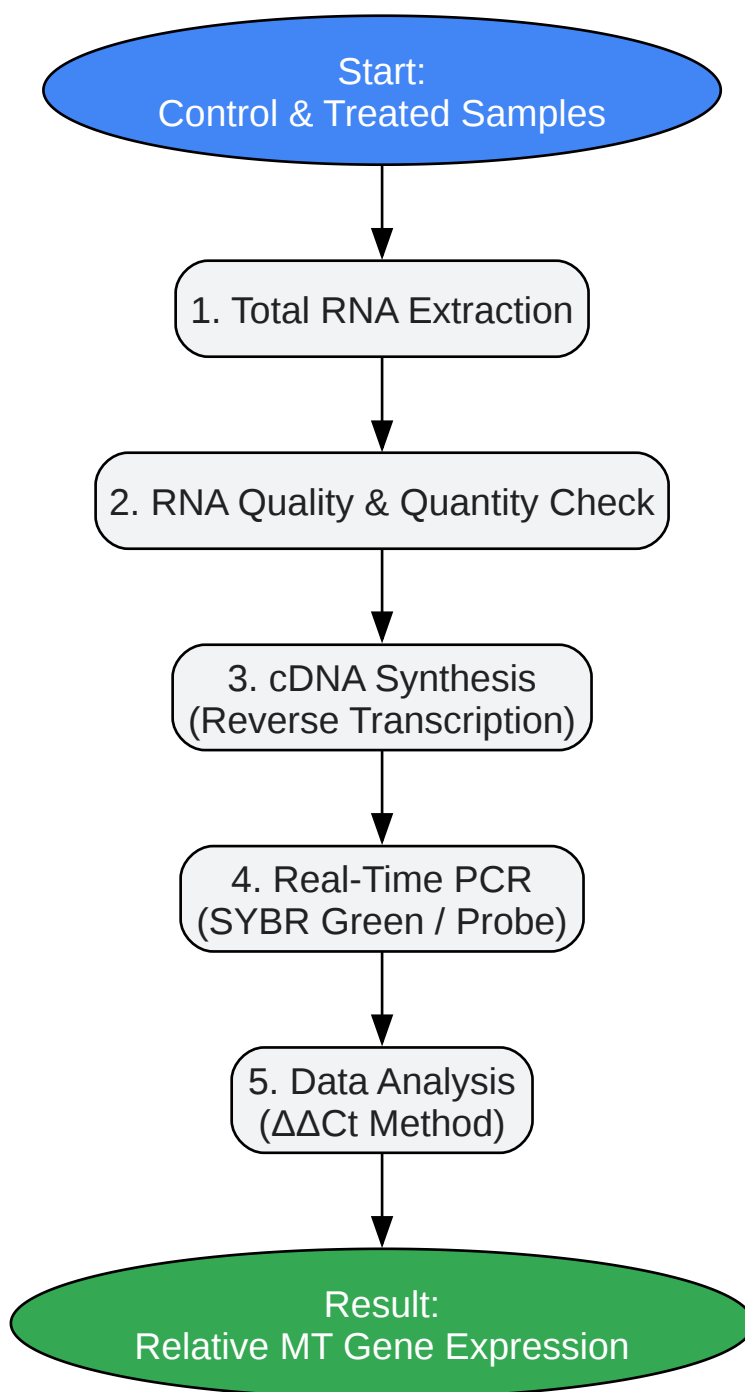 Start:
Control & Treated Samples
1. Total RNA Extraction
2. RNA Quality & Quantity Check
3. cDNA Synthesis
(Reverse Transcription)
4. Real-Time PCR
(SYBR Green / Probe)
5. Data Analysis
(ΔΔCt Method)
Result:
Relative MT Gene Expression